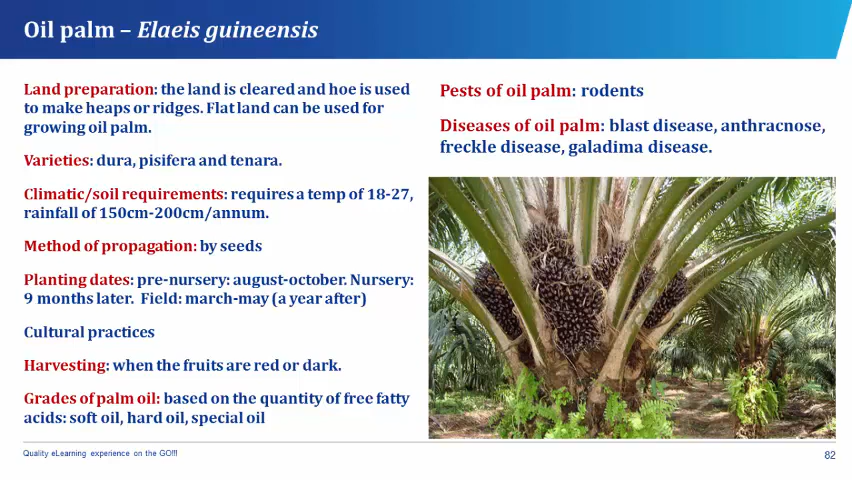 Oil palm – Elaeis guineensis
Land preparation: the land is cleared and hoe is used
to make heaps or ridges. Flat land can be used for
growing oil palm.
Varieties: dura, pisifera and tenara.
Climatic/soil requirements: requires a temp of 18-27,
rainfall of 150cm-200cm/annum.
Method of propagation: by seeds
Planting dates: pre-nursery: august-october. Nursery:
9 months later. Field: march-may (a year after)
Cultural practices
Harvesting: when the fruits are red or dark.
Grades of palm oil: based on the quantity of free fatty
acids: soft oil, hard oil, special oil
Pests of oil palm: rodents
Diseases of oil palm: blast disease, anthracnose,
freckle disease, galadima disease.
Quality eLearning experience on the GO!!!
82